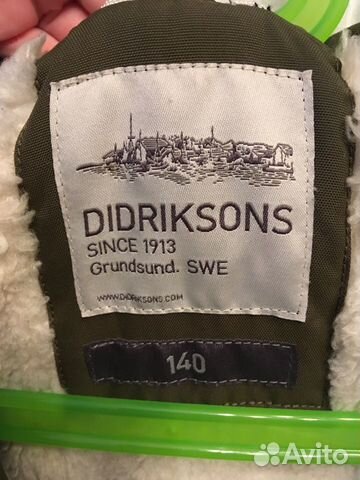 DIDRIKSONS
SINCE 1913
Grundsund. SWE
WWW.DIDRIKSONS.COM
140
Avito